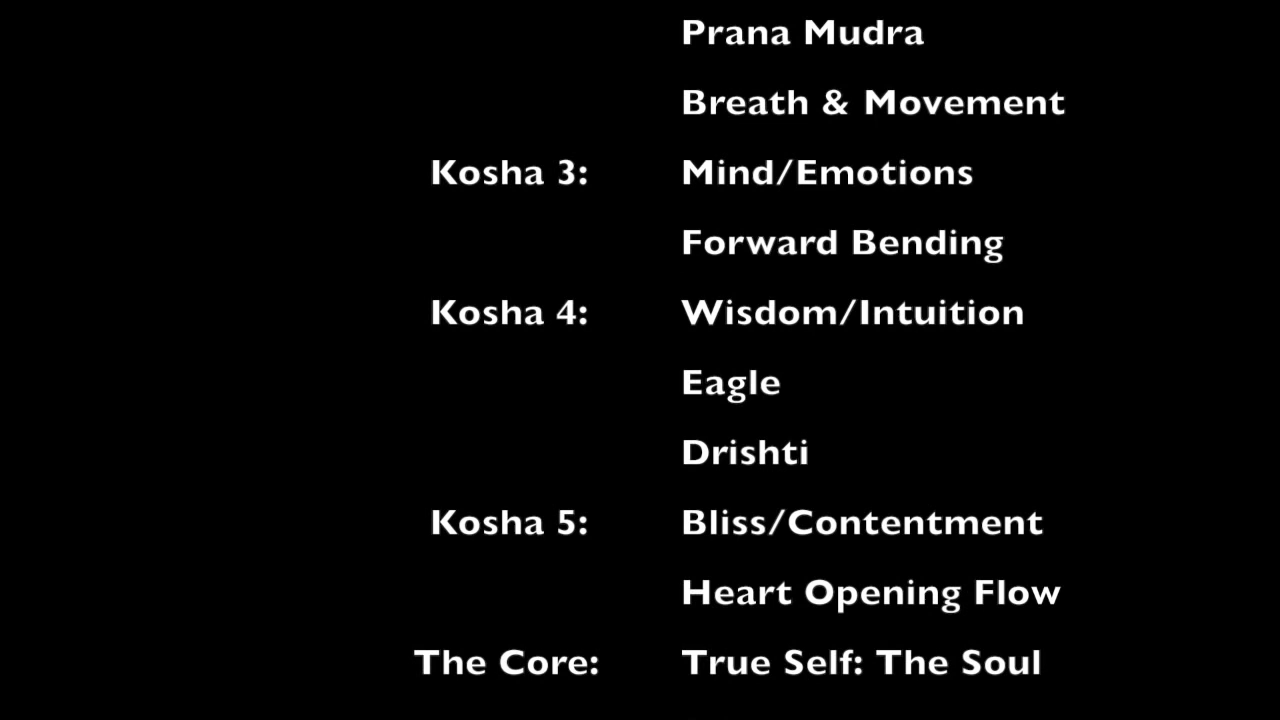 Prana Mudra
Breath & Movement
Kosha 3: Mind/Emotions
Forward Bending
Kosha 4: Wisdom/Intuition
Eagle
Drishti
Kosha 5: Bliss/Contentment
Heart Opening Flow
The Core: True Self: The Soul